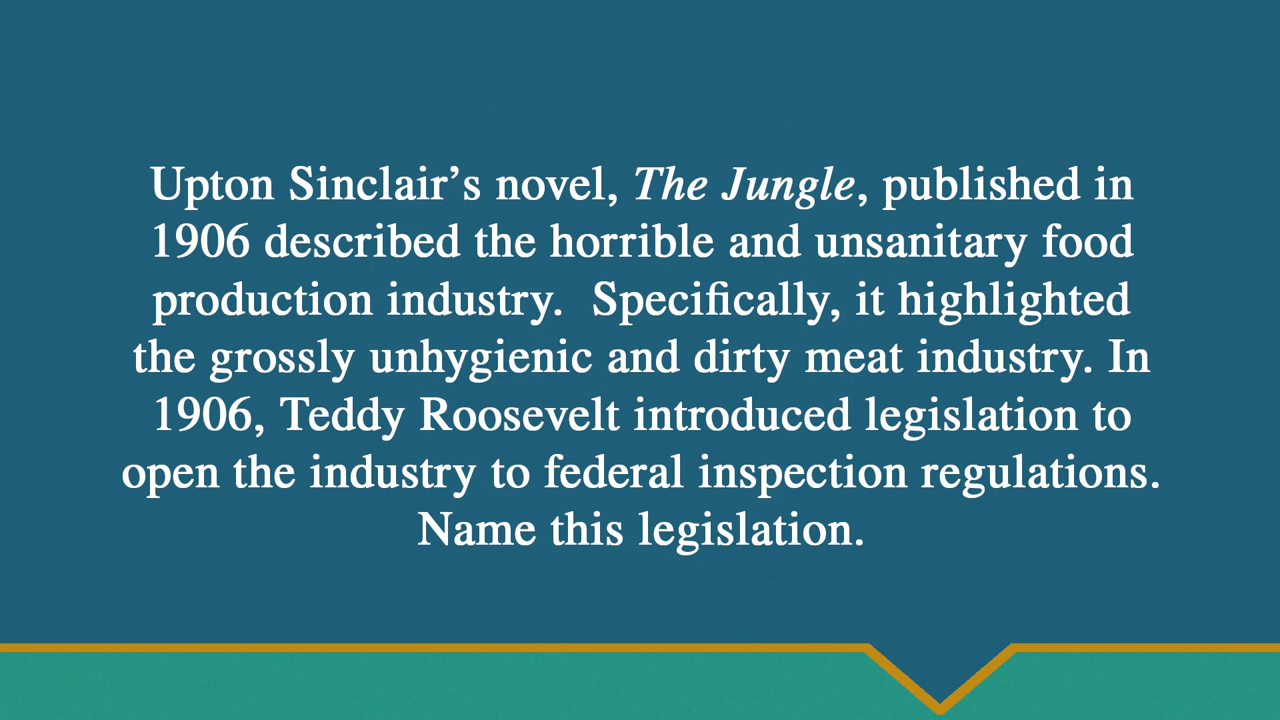 Upton Sinclair’s novel, The Jungle, published in
1906 described the horrible and unsanitary food
production industry.  Specifically, it highlighted
the grossly unhygienic and dirty meat industry. In
1906, Teddy Roosevelt introduced legislation to
open the industry to federal inspection regulations.
Name this legislation.